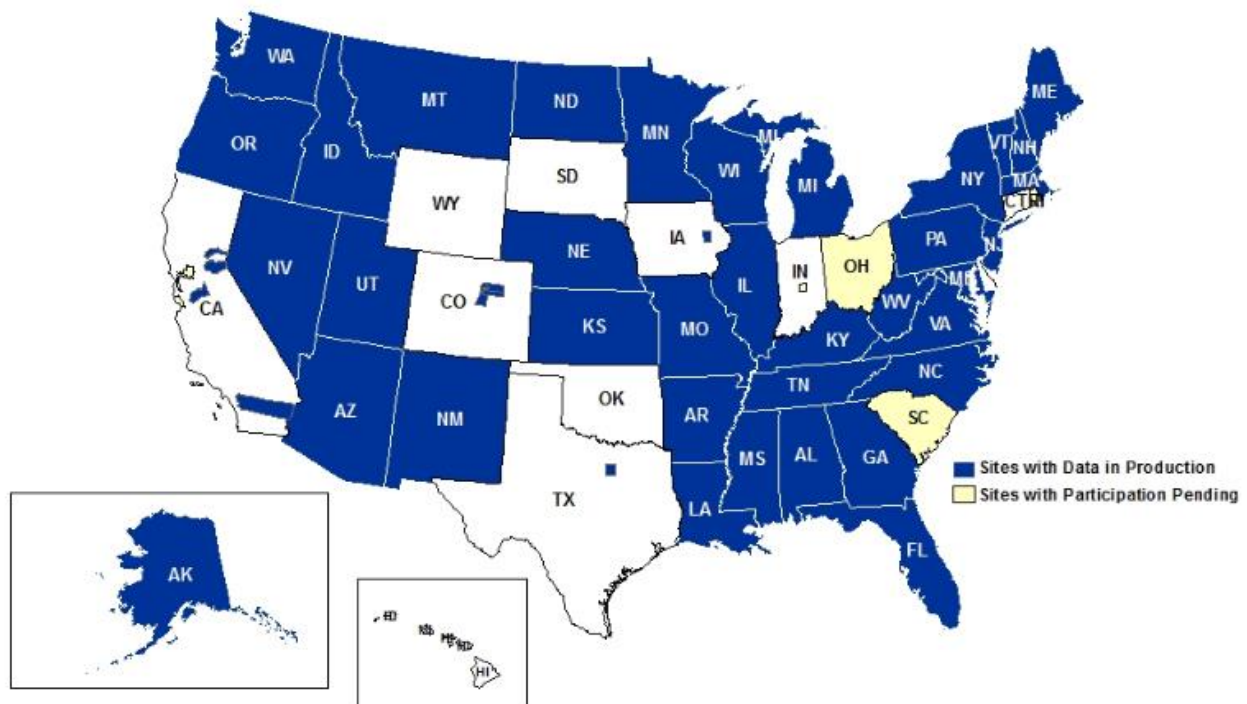 WA
MT
ND
MN
MI
ME
VT
NH
OR
ID
SD
WI
MI
NY
MA
WY
IA
NE
PA
NJ
NV
UT
CO
IL
IN
OH
WV
VA
CA
KS
MO
KY
NC
TN
AZ
NM
OK
AR
SC
MS
AL
GA
Sites with Data in Production
Sites with Participation Pending
TX
LA
FL
AK
HI